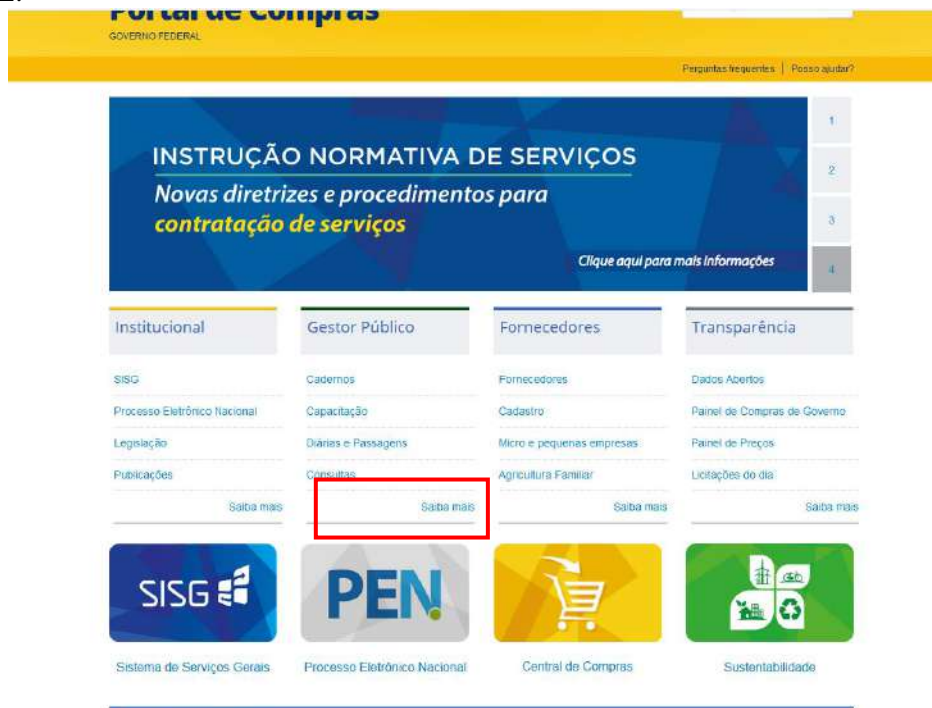 2.
Portal de Compras
GOVERNO FEDERAL
Perguntas frequentes | Posso ajudar?
INSTRUÇÃO NORMATIVA DE SERVIÇOS
Novas diretrizes e procedimentos para
contratação de serviços
Clique aqui para mais informações
1
2
3
4
Institucional
SISG
Processo Eletrônico Nacional
Legislação
Publicações
Saiba mais
Gestor Público
Cadernos
Capacitação
Diárias e Passagens
Consultas
Saiba mais
Fornecedores
Fornecedores
Cadastro
Micro e pequenas empresas
Agricultura Familiar
Saiba mais
Transparência
Dados Abertos
Painel de Compras de Governo
Painel de Preços
Licitações do dia
Saiba mais
SISG
Sistema de Serviços Gerais
PEN
Processo Eletrônico Nacional
Central de Compras
Sustentabilidade